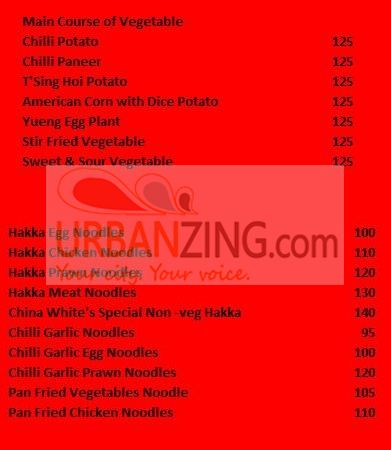 Main Course of Vegetable
Chilli Potato 125
Chilli Paneer 125
T'Sing Hoi Potato 125
American Corn with Dice Potato 125
Yueng Egg Plant 125
Stir Fried Vegetable 125
Sweet & Sour Vegetable 125
URBANZING.com
Your city. Your voice.
Hakka Egg Noodles 100
Hakka Chicken Noodles 110
Hakka Prawn Noodles 120
Hakka Meat Noodles 130
China White's Special Non -veg Hakka 140
Chilli Garlic Noodles 95
Chilli Garlic Egg Noodles 100
Chilli Garlic Prawn Noodles 120
Pan Fried Vegetables Noodle 105
Pan Fried Chicken Noodles 110